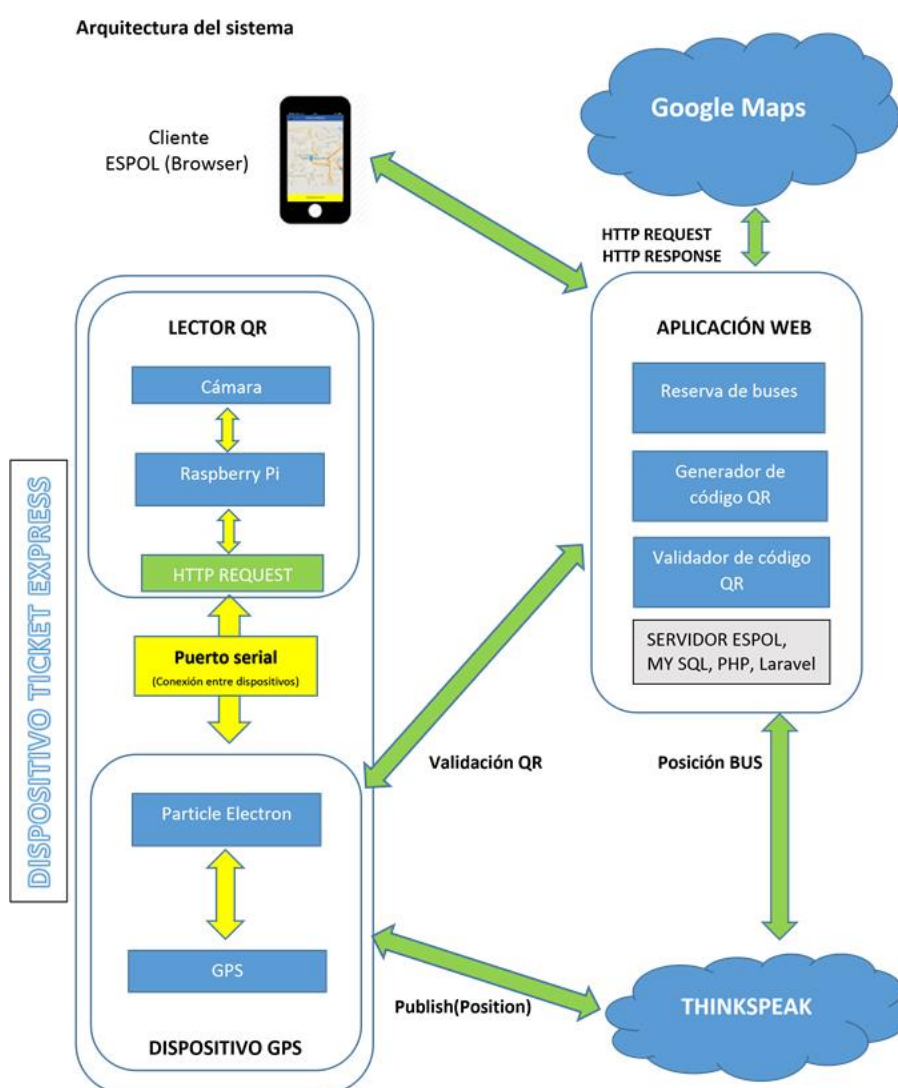 Arquitectura del sistema
Google Maps
Cliente
ESPOL (Browser)
HTTP REQUEST
HTTP RESPONSE
DISPOSITIVO TICKET EXPRESS
LECTOR QR
Cámara
Raspberry Pi
HTTP REQUEST
Puerto serial
(Conexión entre dispositivos)
Particle Electron
GPS
DISPOSITIVO GPS
APLICACIÓN WEB
Reserva de buses
Generador de
código QR
Validador de código
QR
SERVIDOR ESPOL,
MY SQL, PHP, Laravel
Validación QR
Posición BUS
Publish(Position)
THINKSPEAK